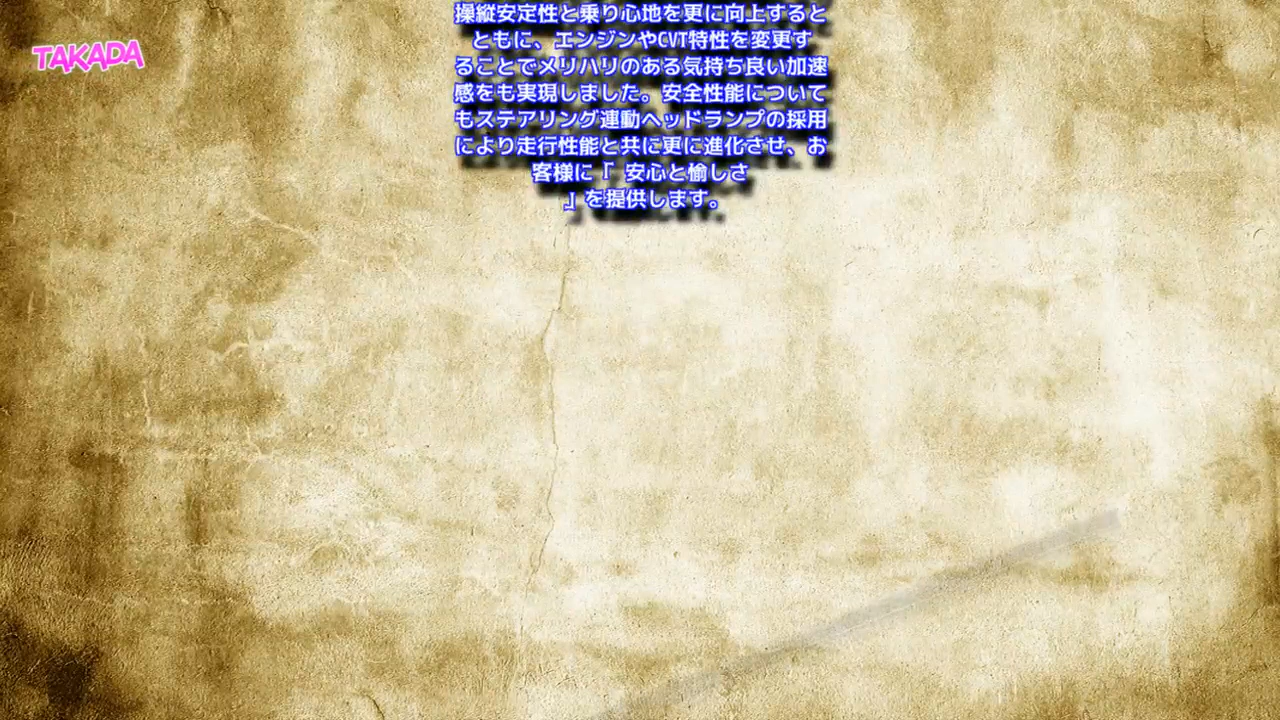 操縦安定性と乗り心地を更に向上すると
ともに、エンジンやCVT特性を変更す
ることでメリハリのある気持ち良い加速
感をも実現しました。安全性能について
もステアリング連動ヘッドランプの採用
により走行性能と共に更に進化させ、お
客様に『 安心と愉しさ
』を提供します。
TAKADA